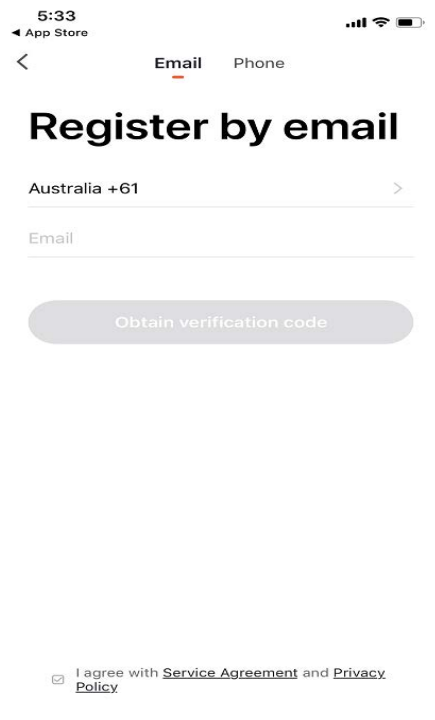 5:33
◀ App Store
Email Phone
Register by email
Australia +61
Email
Obtain verification code
I agree with Service Agreement and Privacy
Policy